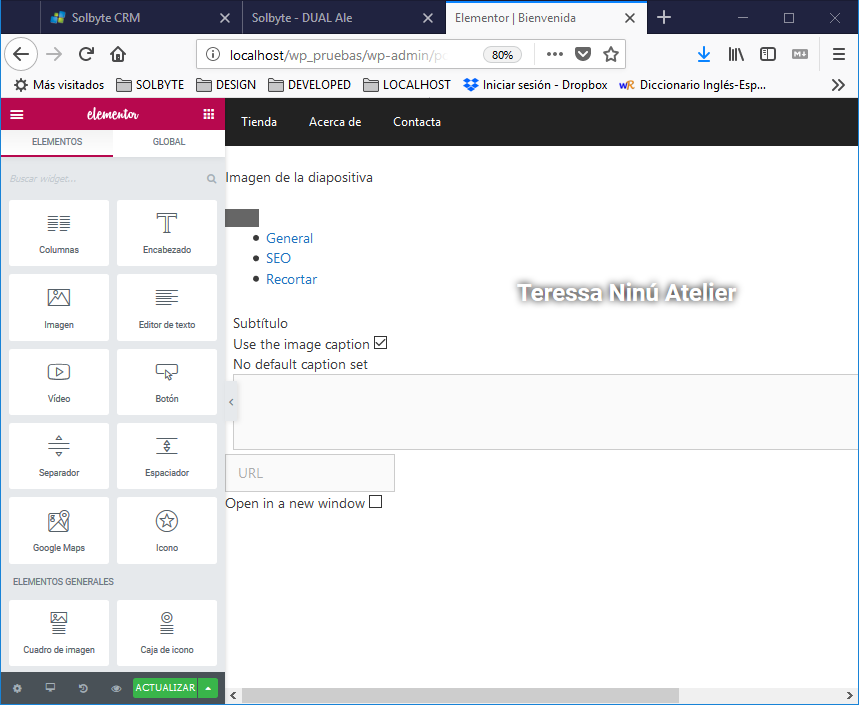 Solbyte CRM
Solbyte - DUAL Ale
Elementor | Bienvenida
localhost/wp_pruebas/wp-admin/po
80%
Más visitados
SOLBYTE
DESIGN
DEVELOPED
LOCALHOST
Iniciar sesión - Dropbox
wR Diccionario Inglés-Esp...
elementor
Tienda
Acerca de
Contacta
ELEMENTOS
GLOBAL
Buscar widget...
Columnas
Encabezado
Imagen
Editor de texto
Vídeo
Botón
Separador
Espaciador
Google Maps
Icono
ELEMENTOS GENERALES
Cuadro de imagen
Caja de icono
ACTUALIZAR
Imagen de la diapositiva
General
SEO
Recortar
Teressa Ninú Atelier
Subtítulo
Use the image caption
No default caption set
URL
Open in a new window